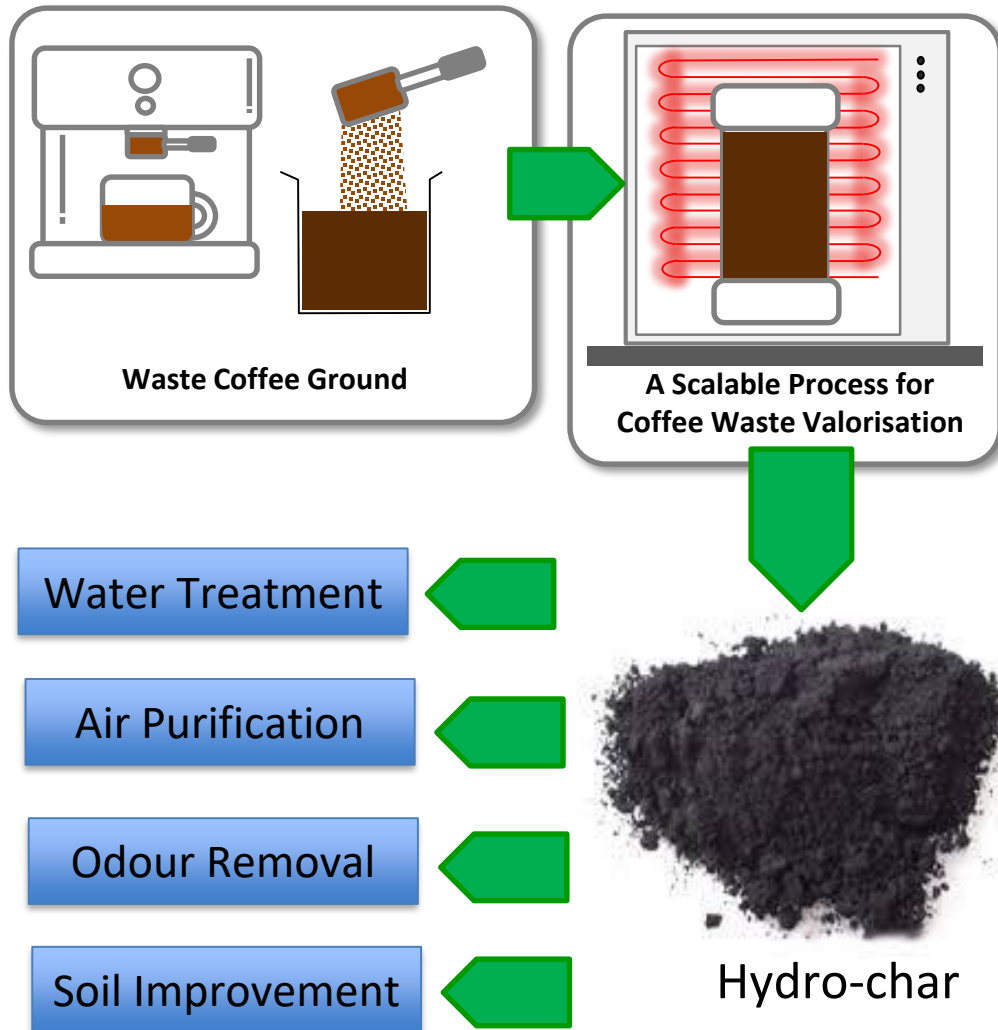 Waste Coffee Ground
A Scalable Process for
Coffee Waste Valorisation
Water Treatment
Air Purification
Odour Removal
Soil Improvement
Hydro-char